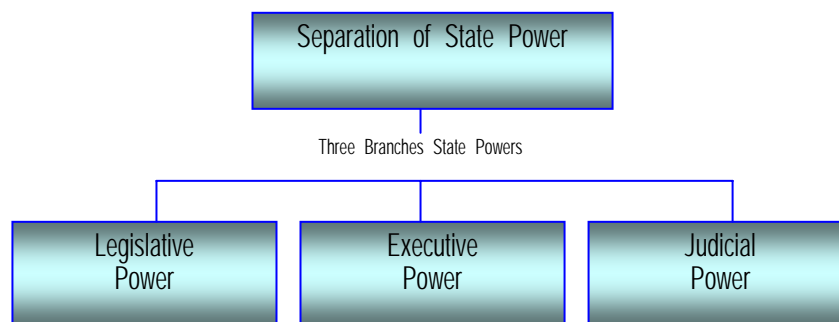 Separation of State Power
Three Branches State Powers
Legislative
Power
Executive
Power
Judicial
Power